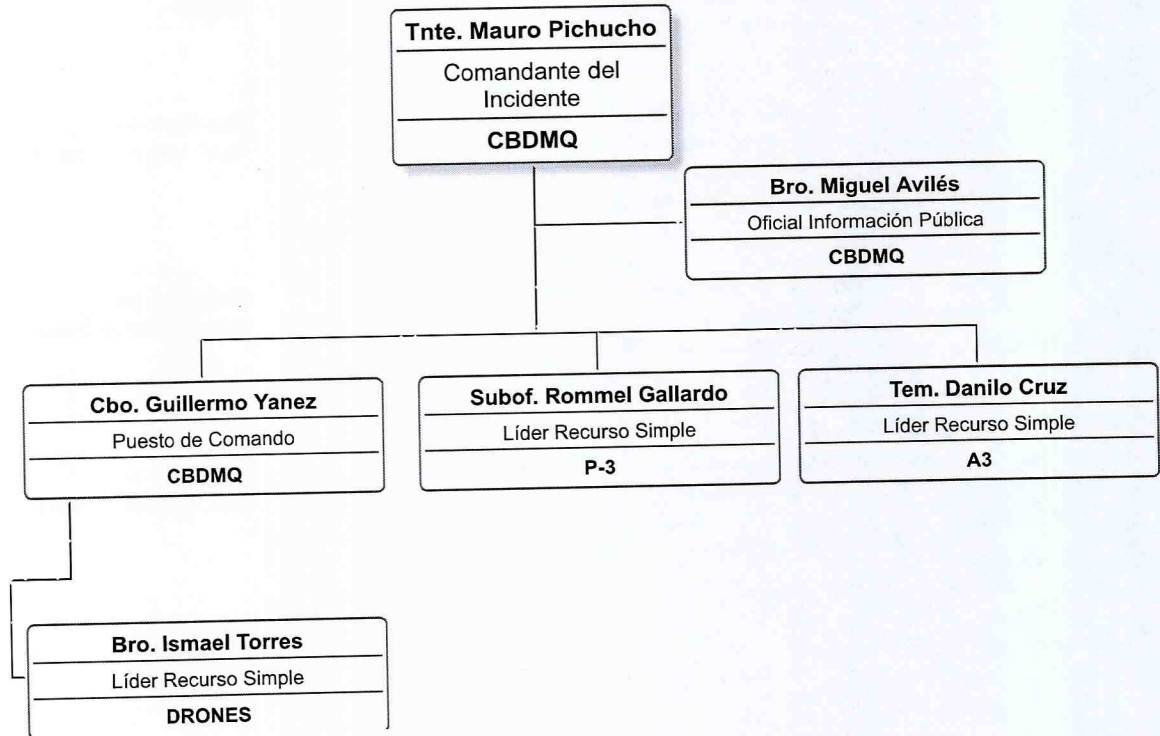 Tnte. Mauro Pichucho
Comandante del
Incidente
CBDMQ
Bro. Miguel Avilés
Oficial Información Pública
CBDMQ
Cbo. Guillermo Yanez
Puesto de Comando
CBDMQ
Subof. Rommel Gallardo
Líder Recurso Simple
P-3
Tem. Danilo Cruz
Líder Recurso Simple
A3
Bro. Ismael Torres
Líder Recurso Simple
DRONES